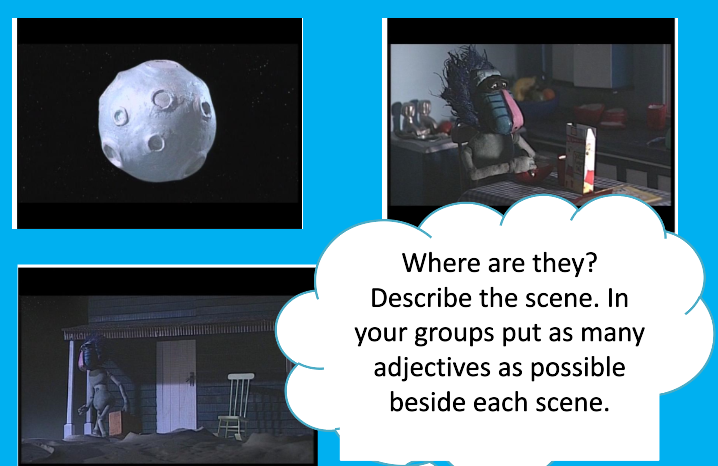 Where are they?
Describe the scene. In
your groups put as many
adjectives as possible
beside each scene.